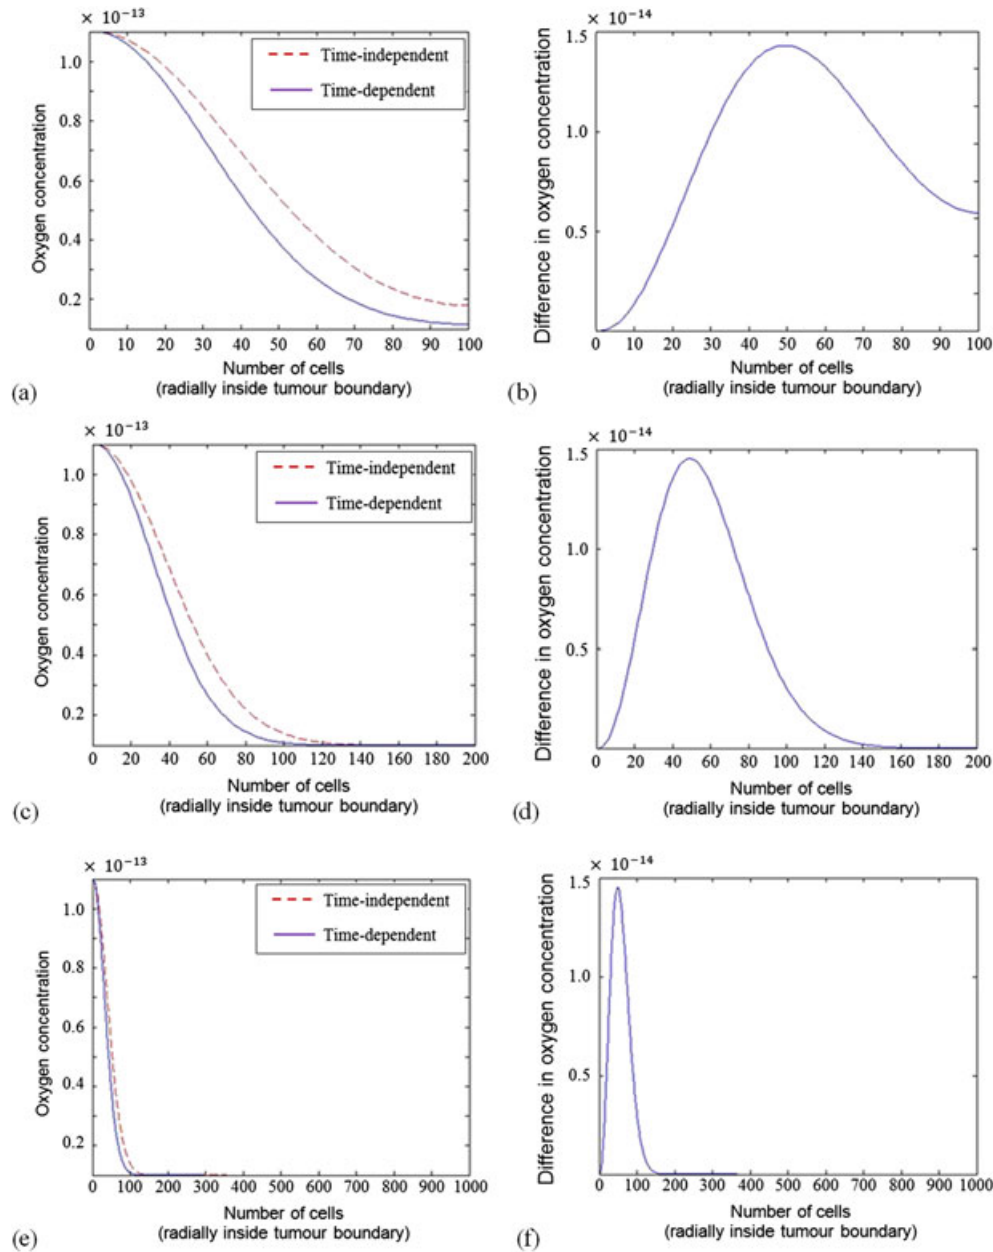 × 10⁻¹³
1.0
0.8
0.6
0.4
0.2
Oxygen concentration
Time-independent
Time-dependent
0 10 20 30 40 50 60 70 80 90 100
Number of cells
(radially inside tumour boundary)
(a)
× 10⁻¹⁴
1.5
1.0
0.5
Difference in oxygen concentration
0 10 20 30 40 50 60 70 80 90 100
Number of cells
(radially inside tumour boundary)
(b)
× 10⁻¹³
1.0
0.8
0.6
0.4
0.2
Oxygen concentration
Time-independent
Time-dependent
0 20 40 60 80 100 120 140 160 180 200
Number of cells
(radially inside tumour boundary)
(c)
× 10⁻¹⁴
1.5
1.0
0.5
Difference in oxygen concentration
0 20 40 60 80 100 120 140 160 180 200
Number of cells
(radially inside tumour boundary)
(d)
× 10⁻¹³
1.0
0.8
0.6
0.4
0.2
Oxygen concentration
Time-independent
Time-dependent
0 100 200 300 400 500 600 700 800 900 1000
Number of cells
(radially inside tumour boundary)
(e)
× 10⁻¹⁴
1.5
1.0
0.5
Difference in oxygen concentration
0 100 200 300 400 500 600 700 800 900 1000
Number of cells
(radially inside tumour boundary)
(f)